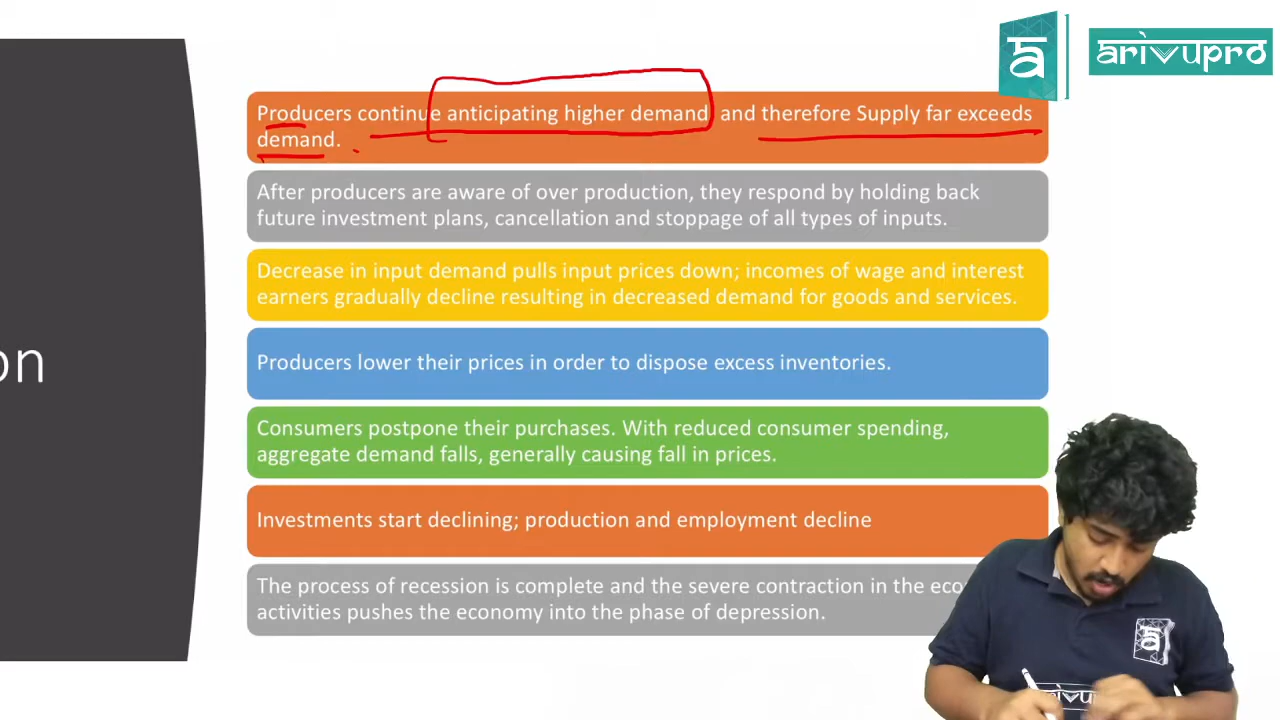 a
arivupro
Producers continue anticipating higher demand and therefore Supply far exceeds
demand.
After producers are aware of over production, they respond by holding back
future investment plans, cancellation and stoppage of all types of inputs.
Decrease in input demand pulls input prices down; incomes of wage and interest
earners gradually decline resulting in decreased demand for goods and services.
on
Producers lower their prices in order to dispose excess inventories.
Consumers postpone their purchases. With reduced consumer spending,
aggregate demand falls, generally causing fall in prices.
Investments start declining; production and employment decline
The process of recession is complete and the severe contraction in the eco
activities pushes the economy into the phase of depression.
a